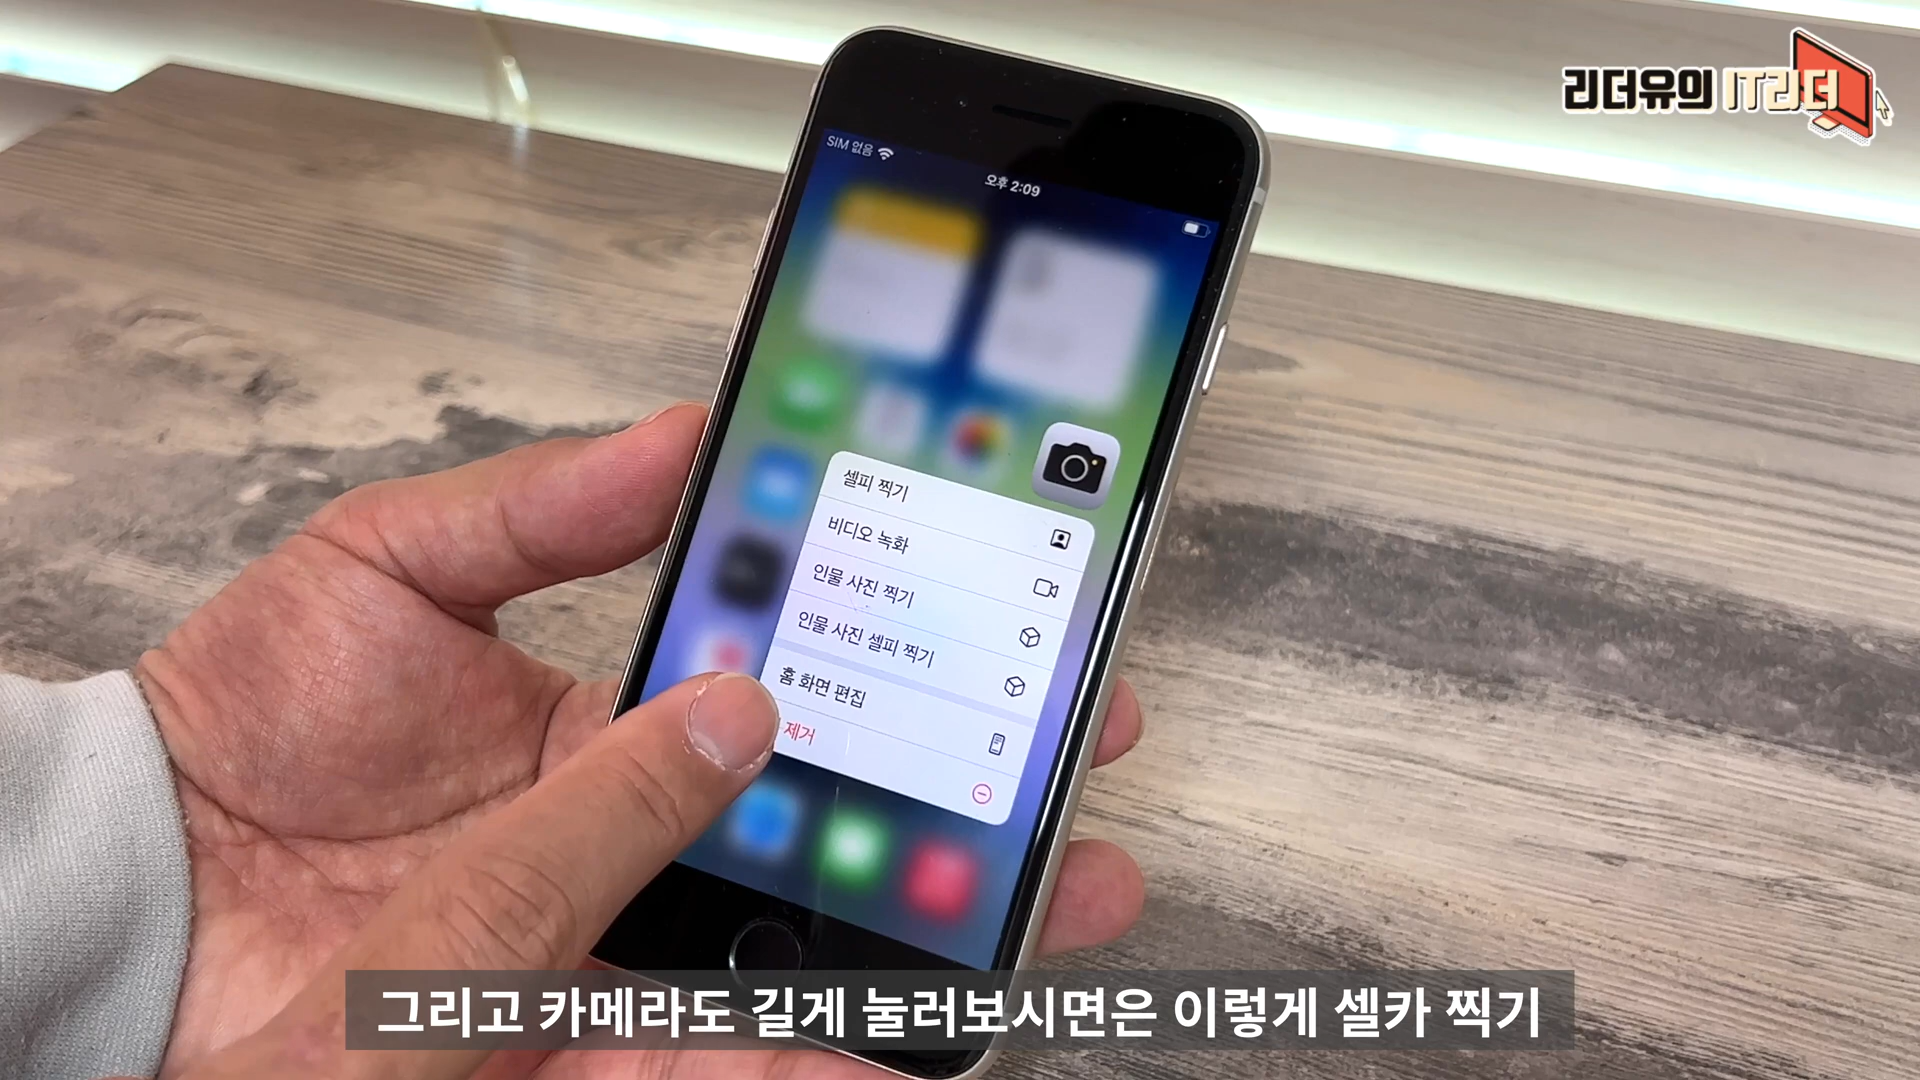 리더유의 IT리더
SIM 없음
오후 2:09
셀피 찍기
비디오 녹화
인물 사진 찍기
인물 사진 셀피 찍기
홈 화면 편집
제거
그리고 카메라도 길게 눌러보시면은 이렇게 셀카 찍기